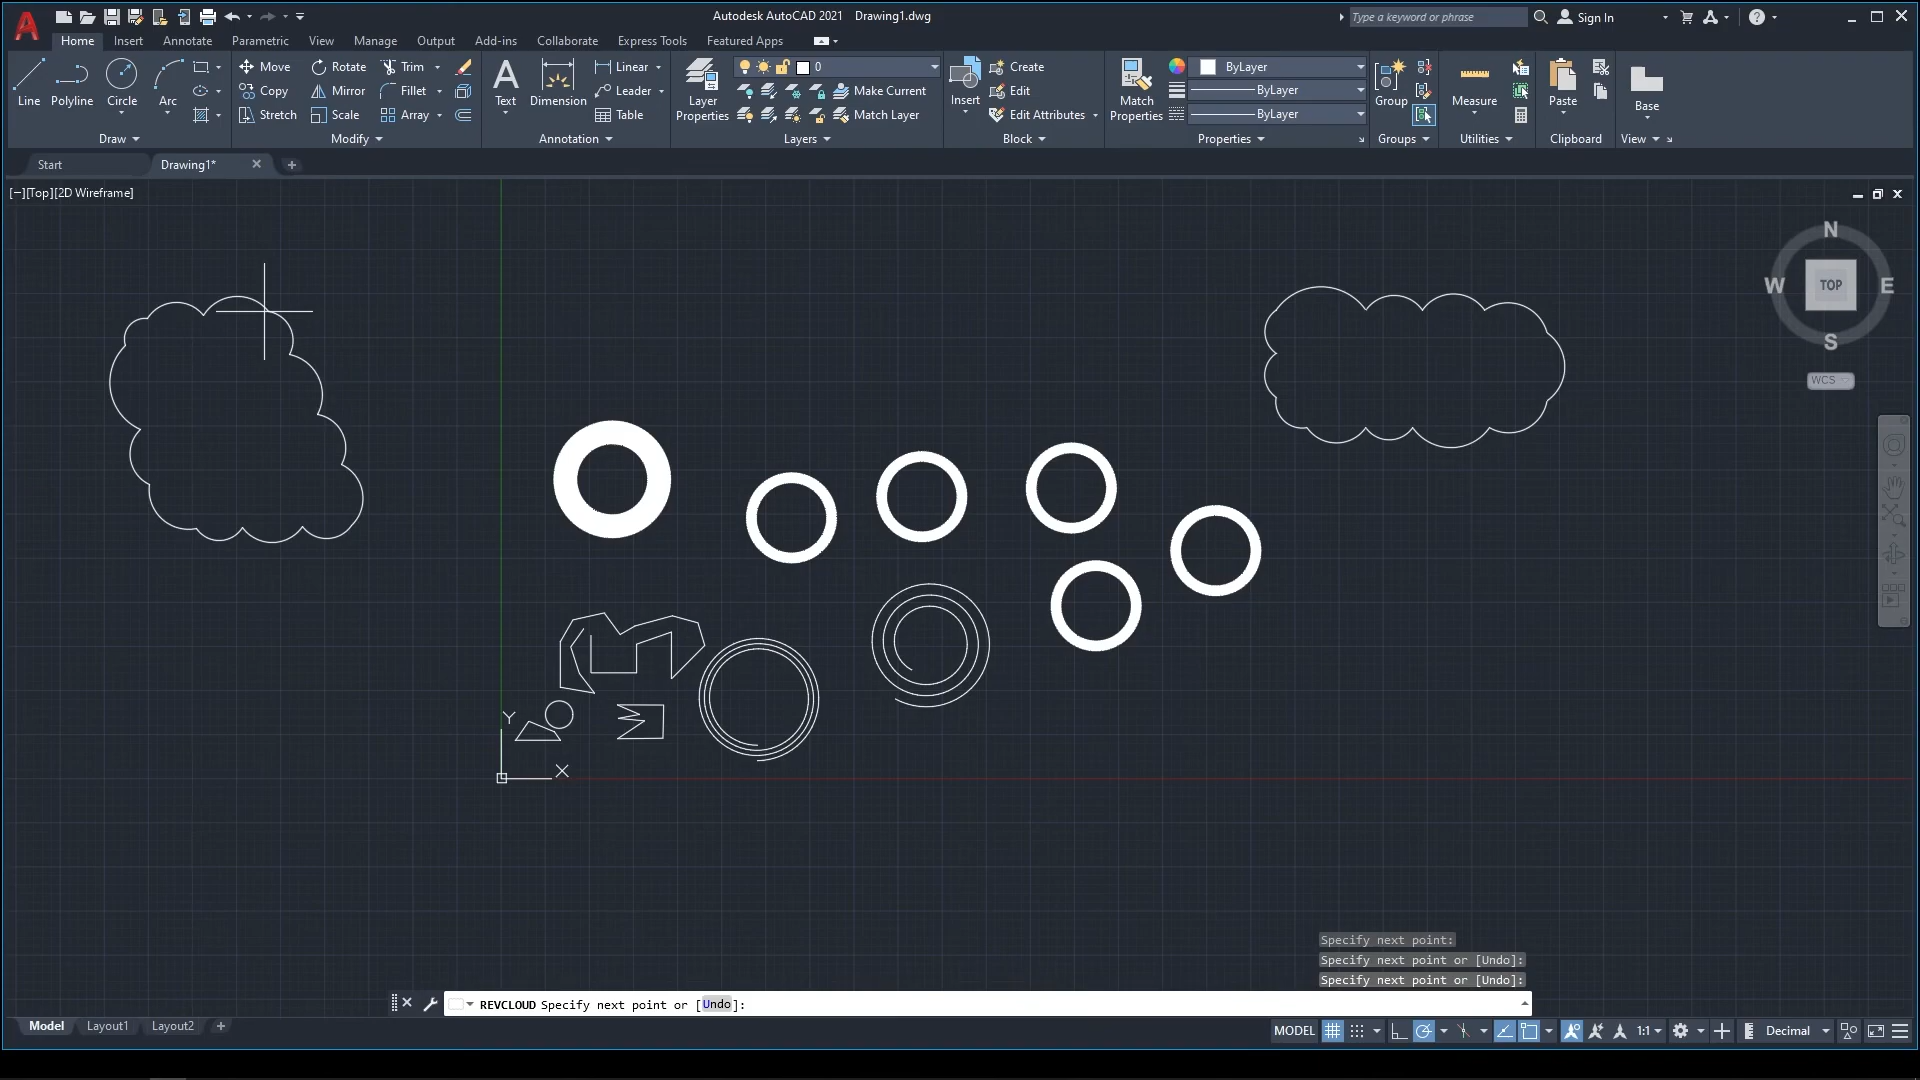 Autodesk AutoCAD 2021 Drawing1.dwg
Type a keyword or phrase
Sign In
Home Insert Annotate Parametric View Manage Output Add-ins Collaborate Express Tools Featured Apps
Line Polyline Circle Arc
Move Rotate Trim
Copy Mirror Fillet
Stretch Scale Array
Text Dimension
Linear
Leader
Table
Layer
Properties
0
Make Current
Match Layer
Insert
Create
Edit
Edit Attributes
Match
Properties
ByLayer
ByLayer
ByLayer
Group
Measure
Paste
Base
Draw Modify Annotation Layers Block Properties Groups Utilities Clipboard View
Start Drawing1*
[−][Top][2D Wireframe]
N
W TOP E
S
WCS
Y
X
Specify next point:
Specify next point or [Undo]:
Specify next point or [Undo]:
REVCLOUD Specify next point or [Undo]:
Model Layout1 Layout2
MODEL 1:1 Decimal